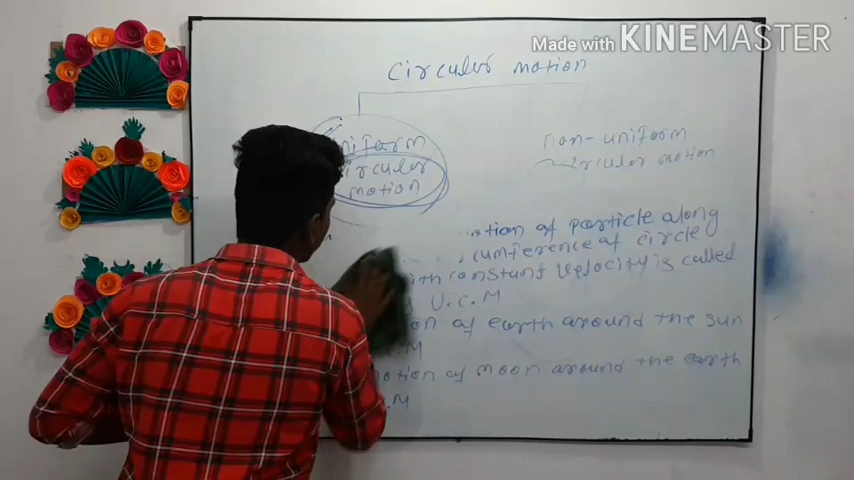 Made with KINEMASTER
circular motion
uniform
circular
motion
non-uniform
circular motion
motion of particle along
circumference of circle
with constant velocity is called
U.C.M
of earth around the sun
.M
motion of moon around the earth
.M